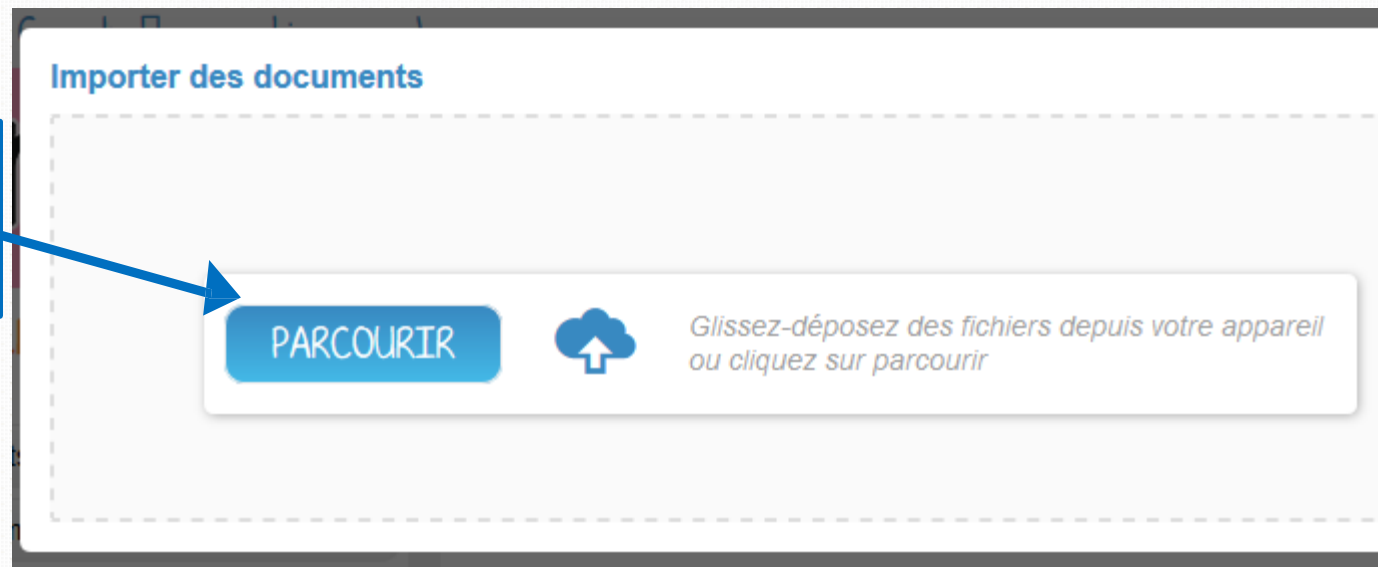 Importer des documents
PARCOURIR
Glissez-déposez des fichiers depuis votre appareil
ou cliquez sur parcourir